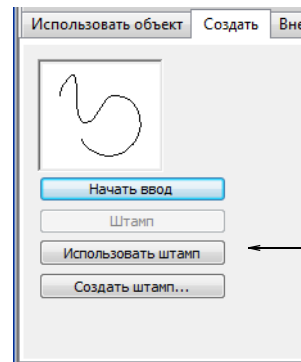 Использовать объект Создать Вне
Начать ввод
Штамп
Использовать штамп
Создать штамп...